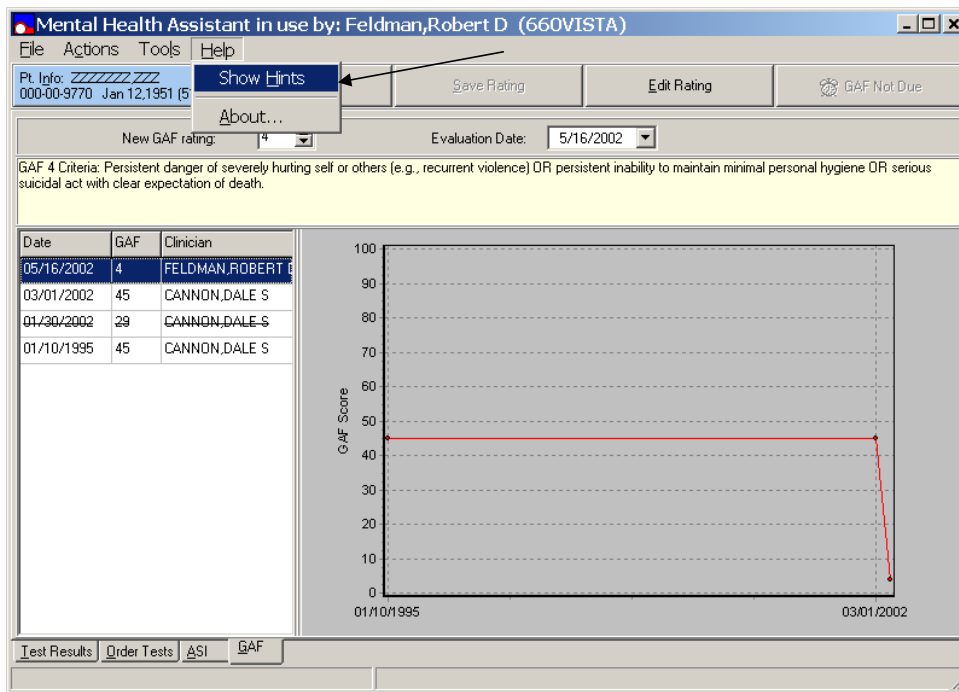 Mental Health Assistant in use by: Feldman,Robert D (660VISTA)
File Actions Tools Help
Show Hints
About...
Pt. Info: ZZZZZZZ,ZZZ
000-00-9770 Jan 12,1951 (5
Save Rating
Edit Rating
GAF Not Due
New GAF rating: 4
Evaluation Date: 5/16/2002
GAF 4 Criteria: Persistent danger of severely hurting self or others (e.g., recurrent violence) OR persistent inability to maintain minimal personal hygiene OR serious
suicidal act with clear expectation of death.
Date GAF Clinician
05/16/2002 4 FELDMAN,ROBERT D
03/01/2002 45 CANNON,DALE S
01/30/2002 29 CANNON,DALE S
01/10/1995 45 CANNON,DALE S
GAF Score
100
90
80
70
60
50
40
30
20
10
0
01/10/1995 03/01/2002
Test Results Order Tests ASI GAF